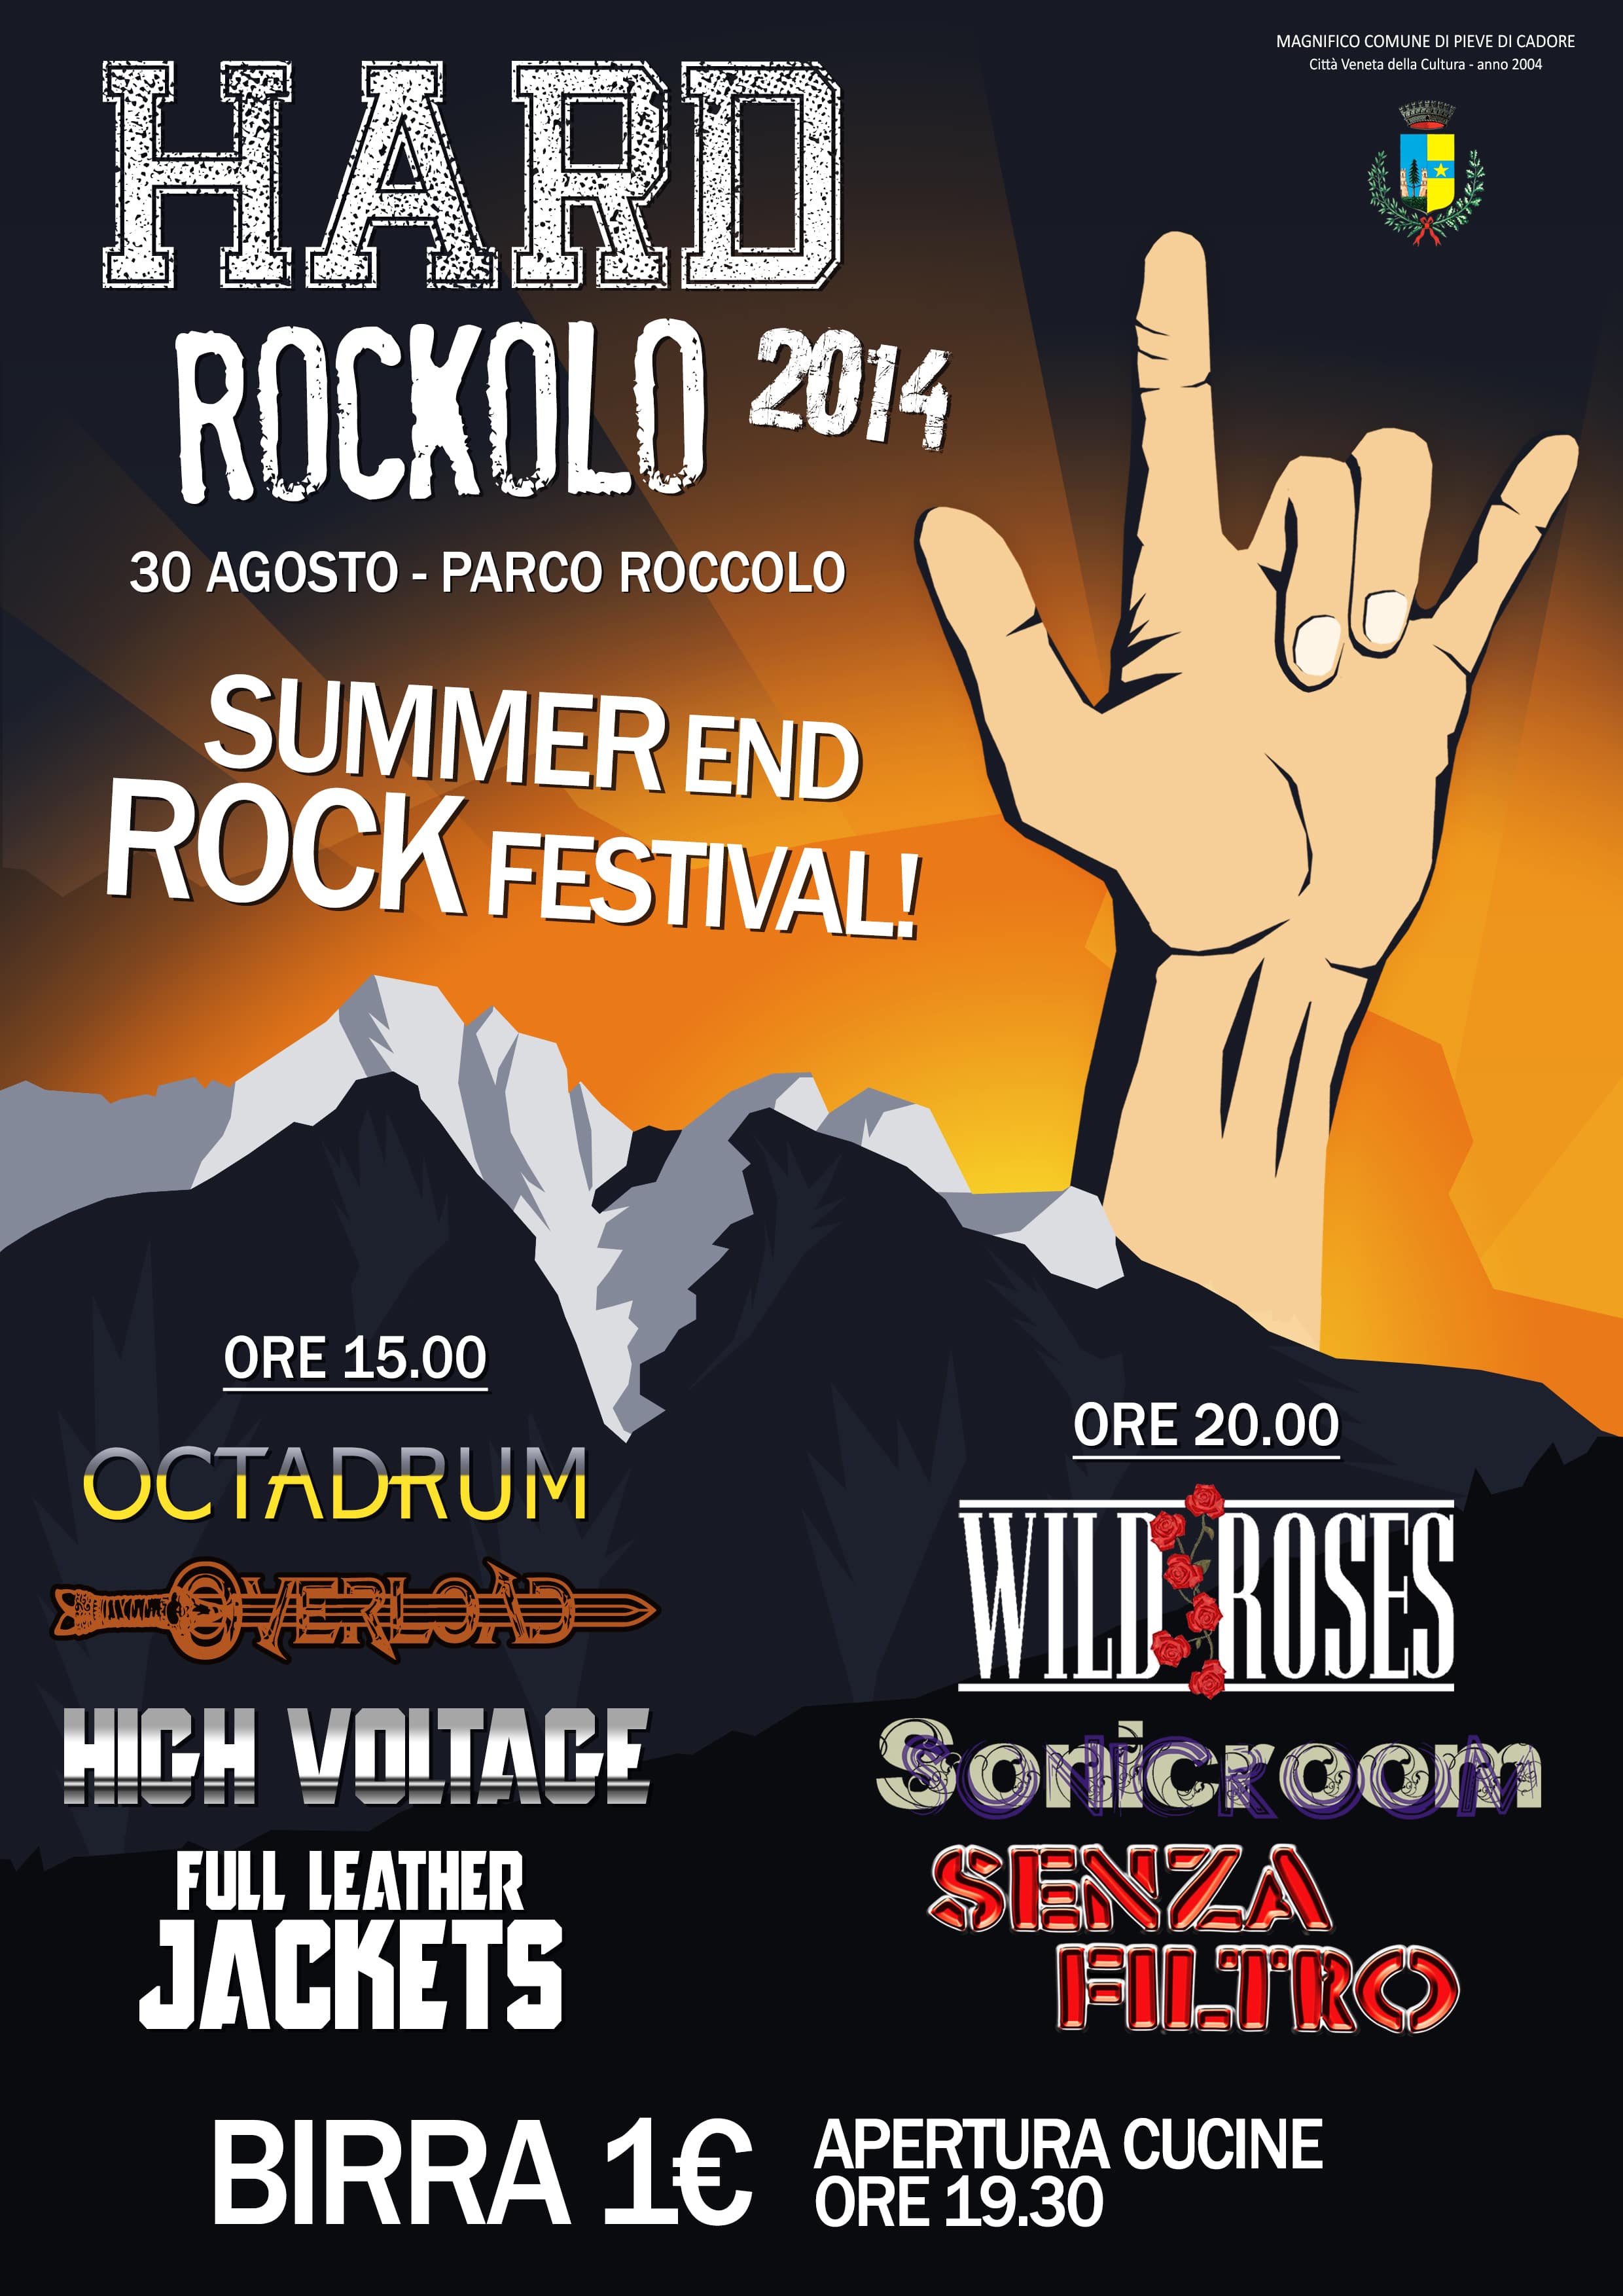 MAGNIFICO COMUNE DI PIEVE DI CADORE
Città Veneta della Cultura - anno 2004
HARD
ROCKOLO 2014
30 AGOSTO - PARCO ROCCOLO
SUMMER END
ROCK FESTIVAL!
ORE 15.00
OCTADRUM
OVERLOAD
HIGH VOLTAGE
FULL LEATHER
JACKETS
ORE 20.00
WILD ROSES
Sonicroom
SENZA
FILTRO
BIRRA 1€
APERTURA CUCINE
ORE 19.30